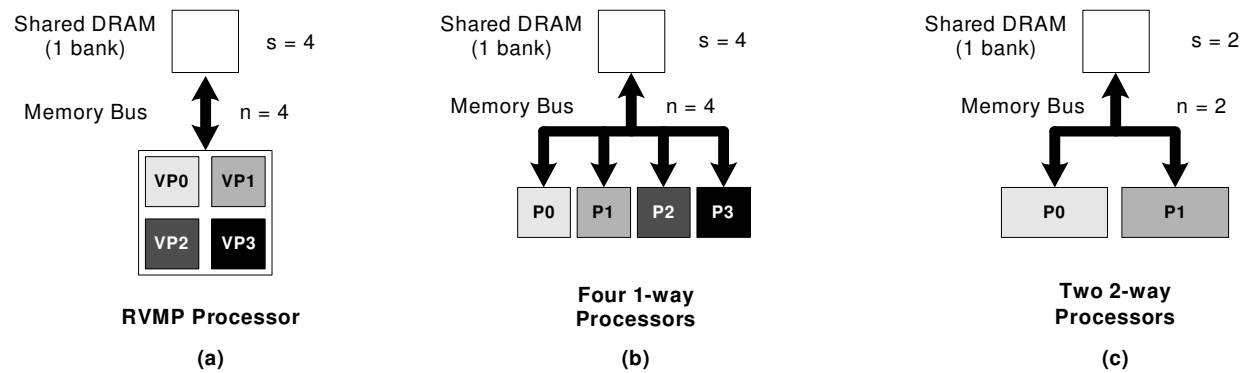 Shared DRAM
(1 bank)
s = 4
Memory Bus
n = 4
VP0
VP1
VP2
VP3
RVMP Processor
(a)
Shared DRAM
(1 bank)
s = 4
Memory Bus
n = 4
P0
P1
P2
P3
Four 1-way
Processors
(b)
Shared DRAM
(1 bank)
s = 2
Memory Bus
n = 2
P0
P1
Two 2-way
Processors
(c)